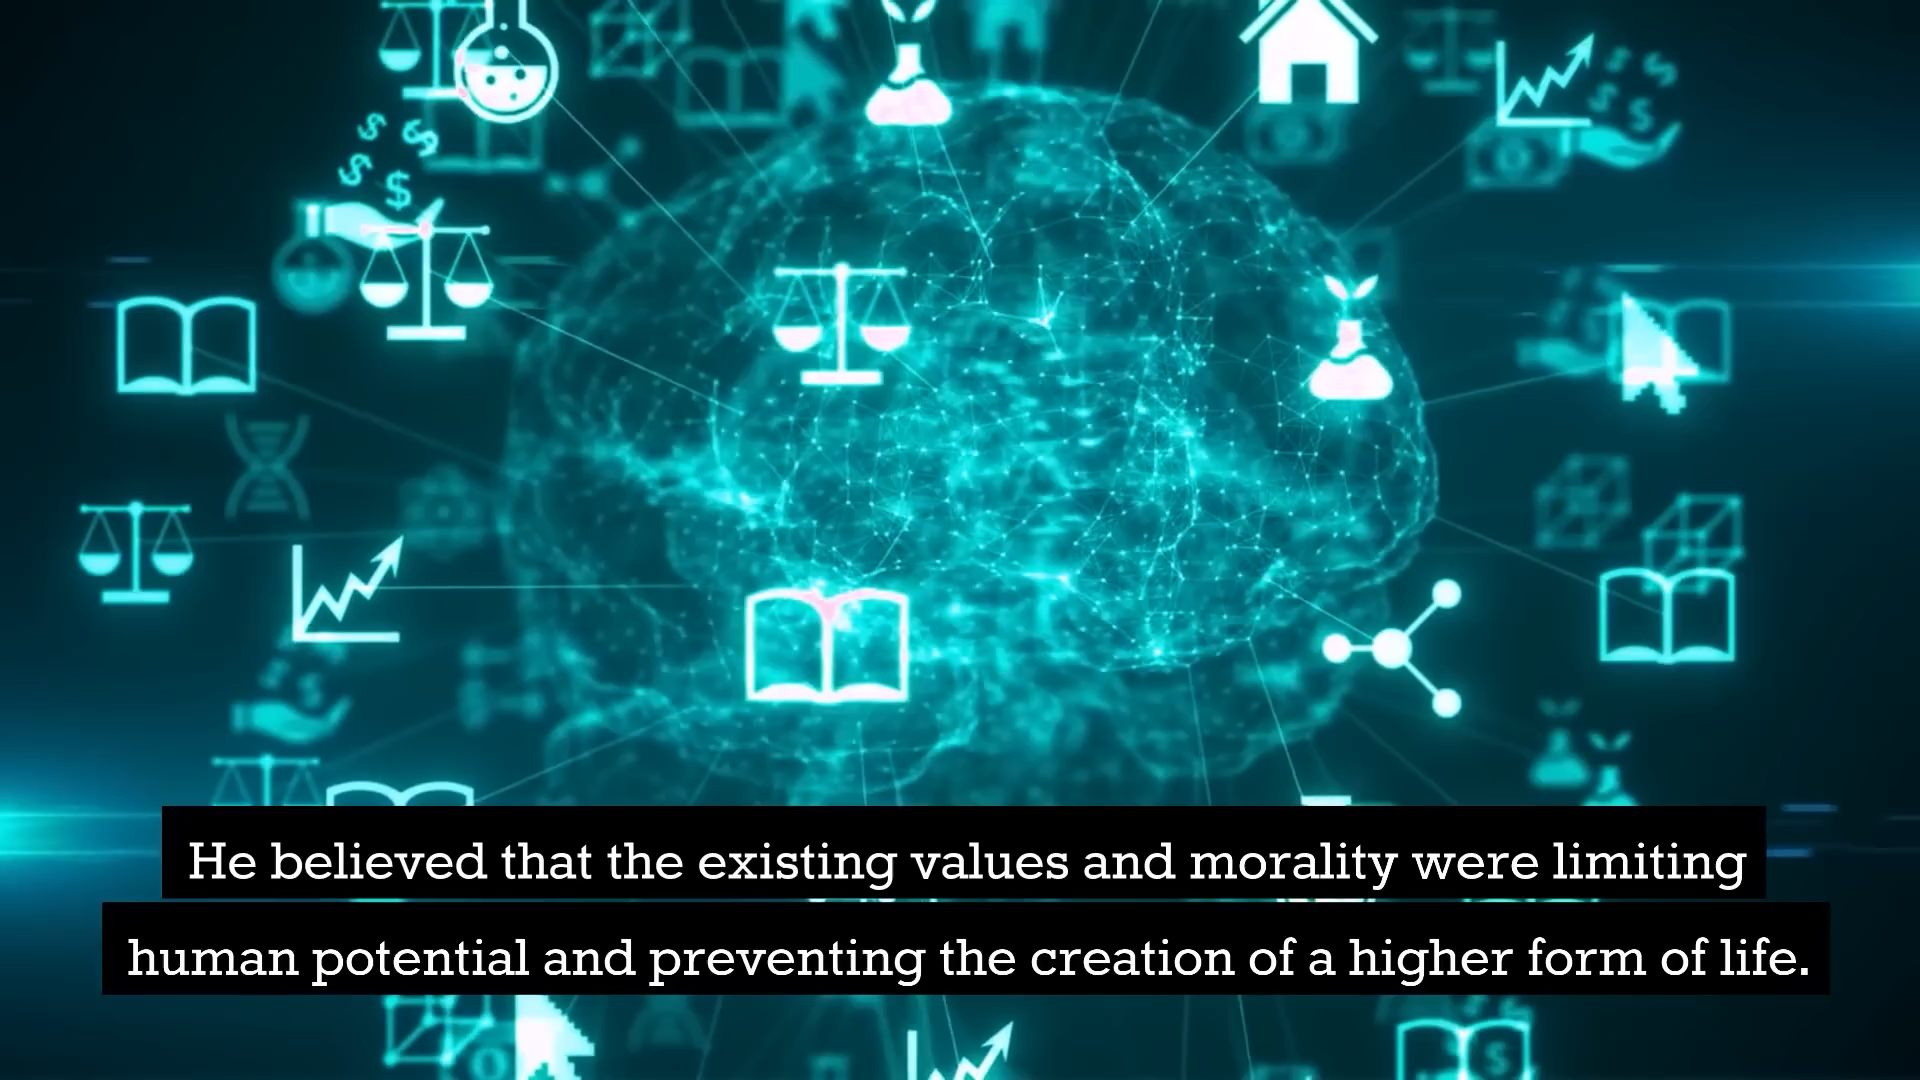 He believed that the existing values and morality were limiting
human potential and preventing the creation of a higher form of life.